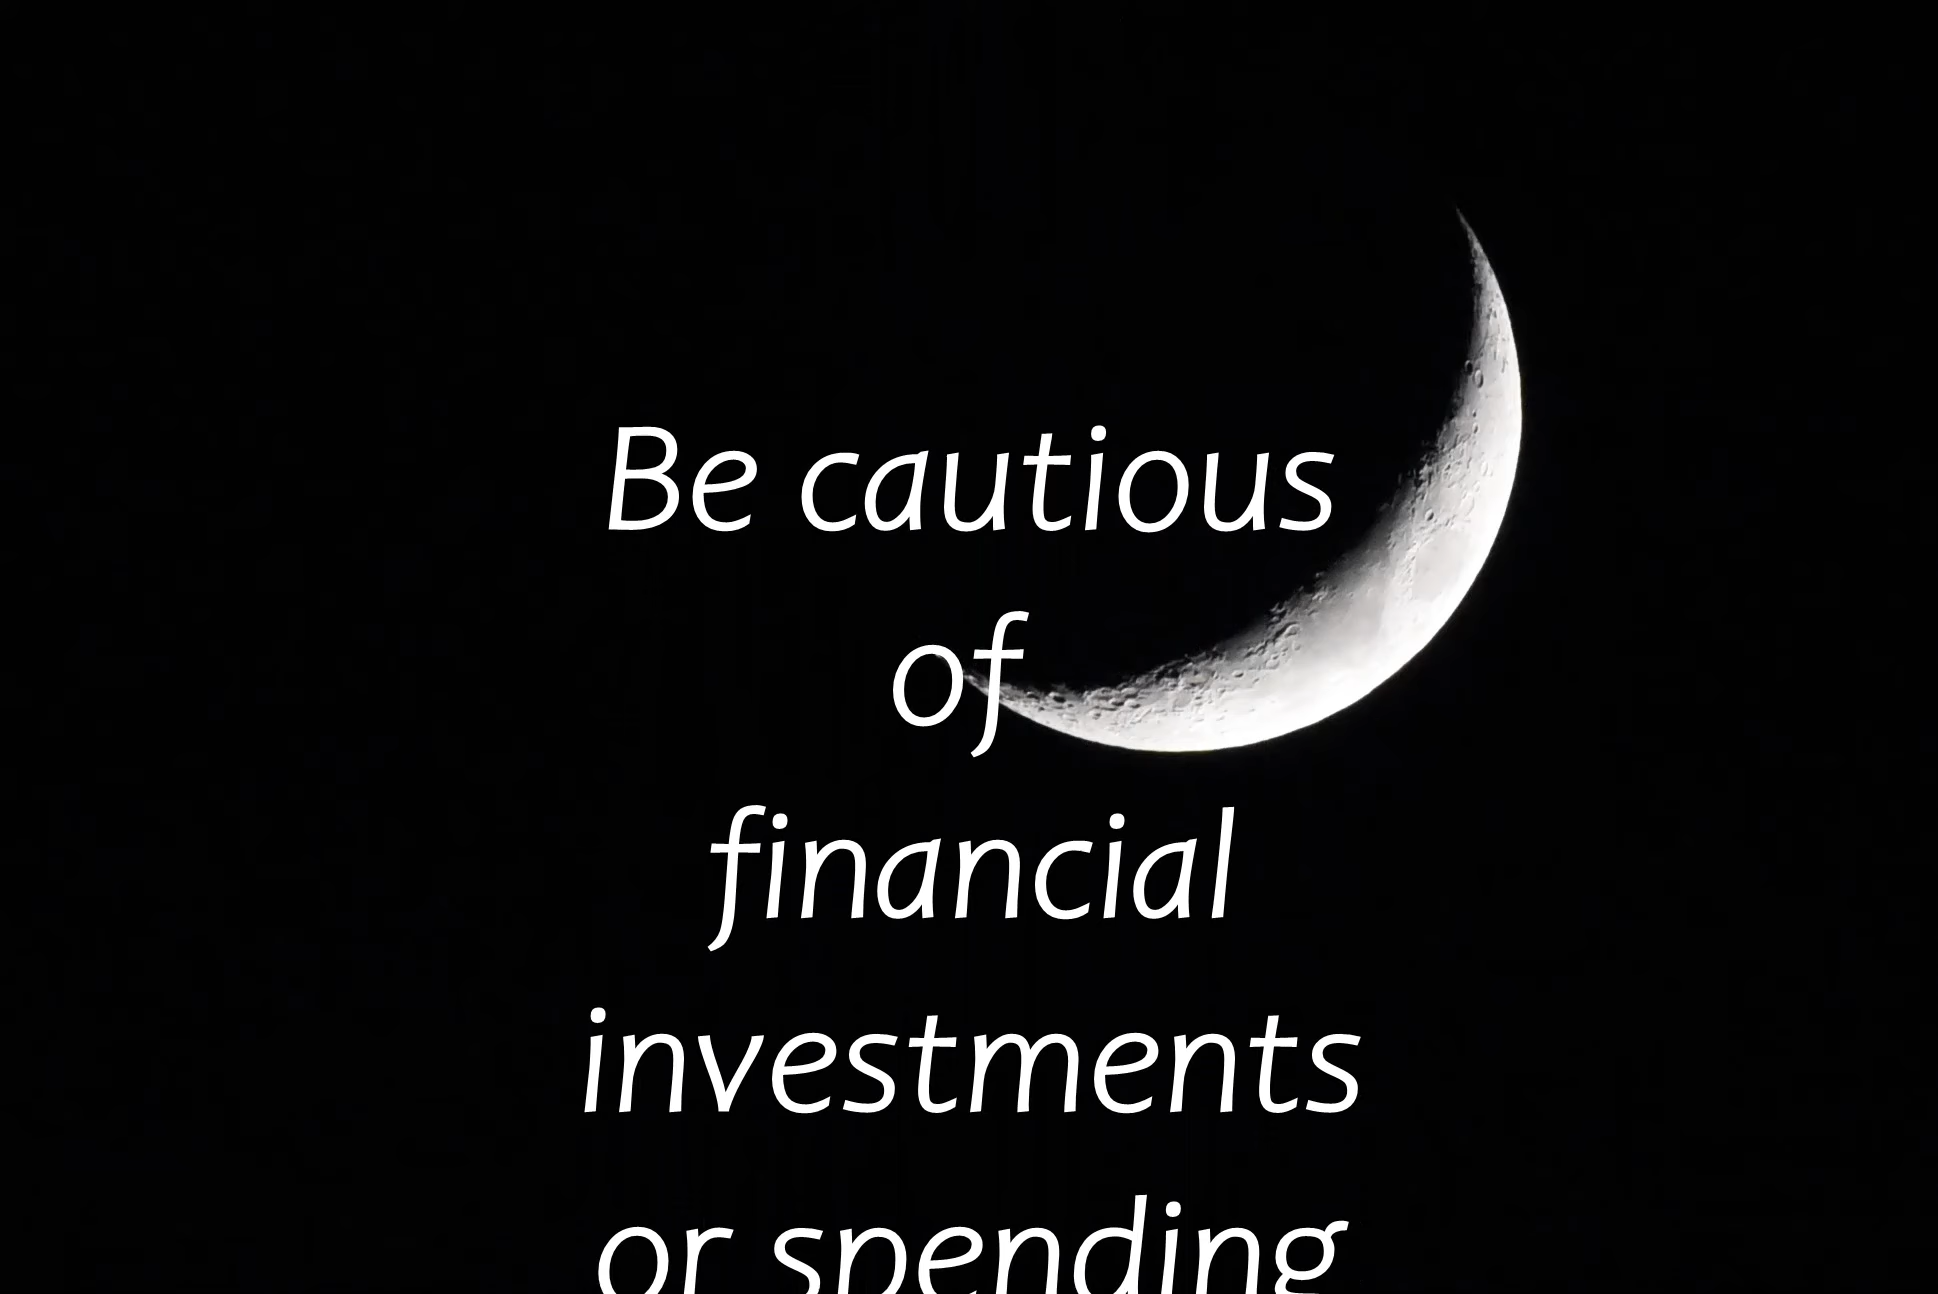 Be cautious
of
financial
investments
or spending